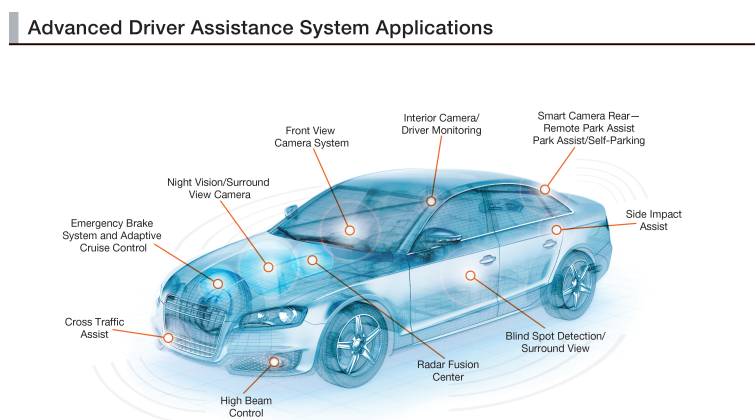 Advanced Driver Assistance System Applications
Interior Camera/
Driver Monitoring
Smart Camera Rear—
Remote Park Assist
Park Assist/Self-Parking
Front View
Camera System
Night Vision/Surround
View Camera
Side Impact
Assist
Emergency Brake
System and Adaptive
Cruise Control
Cross Traffic
Assist
Blind Spot Detection/
Surround View
Radar Fusion
Center
High Beam
Control